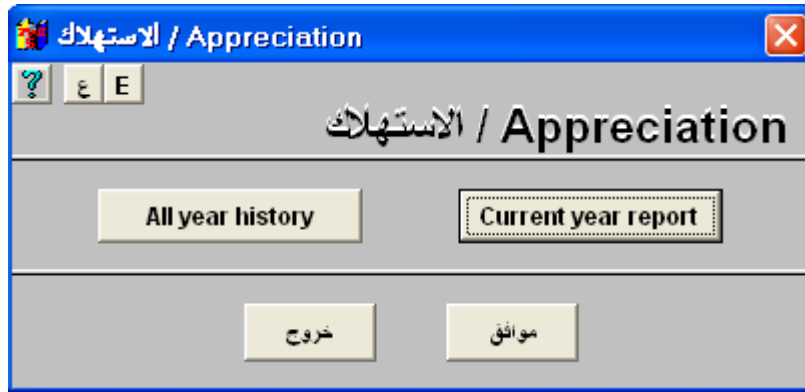 الاستهلاك / Appreciation
? ع E
الاستهلاك / Appreciation
All year history Current year report
خروج موافق